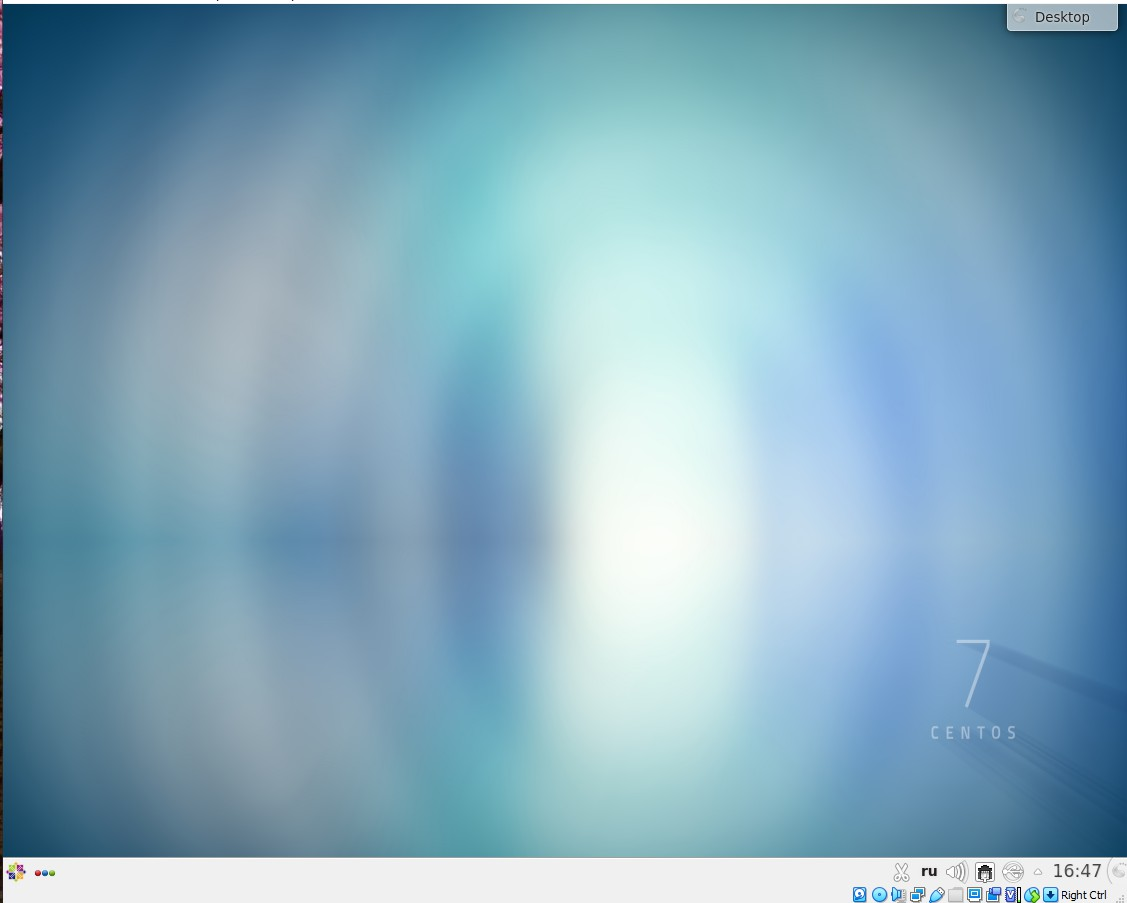 Desktop
7
CENTOS
ru
16:47
Right Ctrl